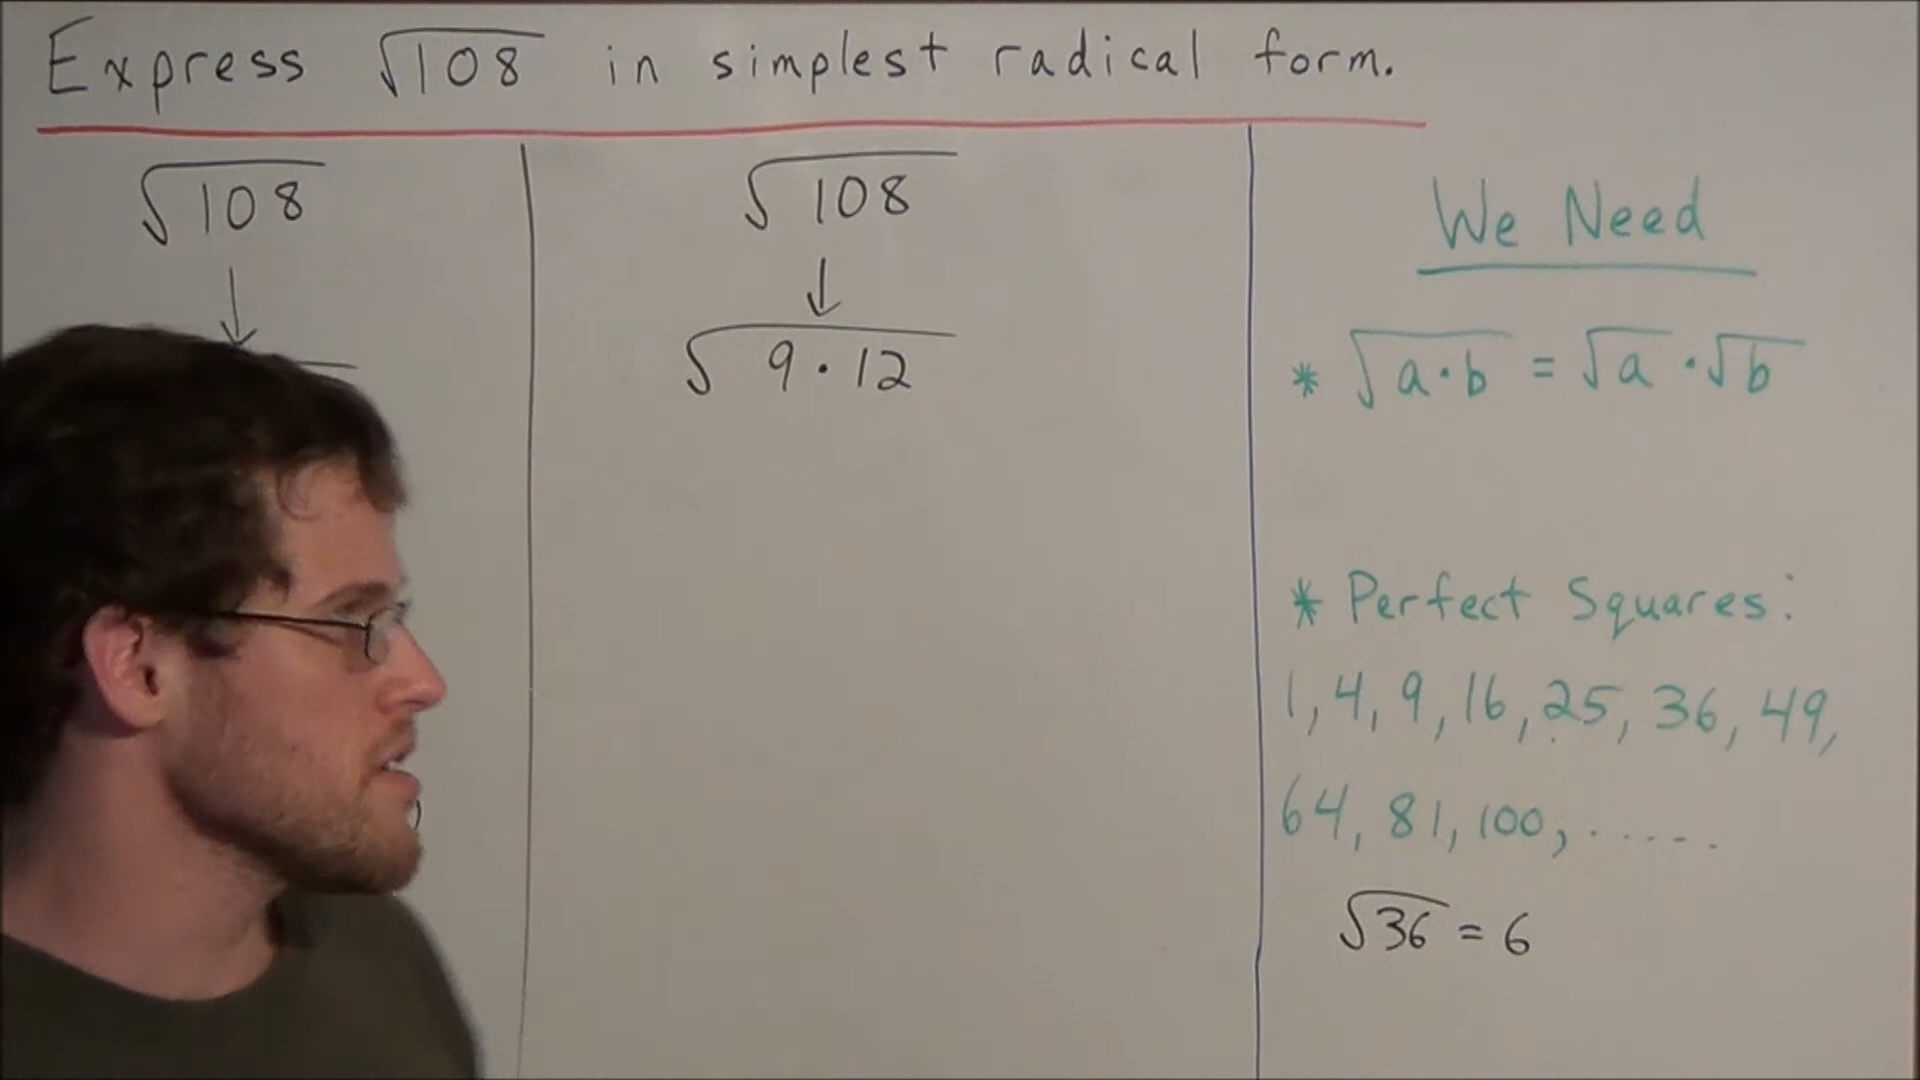 Express √108 in simplest radical form.
√108
↓
√108
↓
√9·12
We Need
* √a·b = √a · √b
* Perfect Squares:
1, 4, 9, 16, 25, 36, 49,
64, 81, 100, ......
√36 = 6